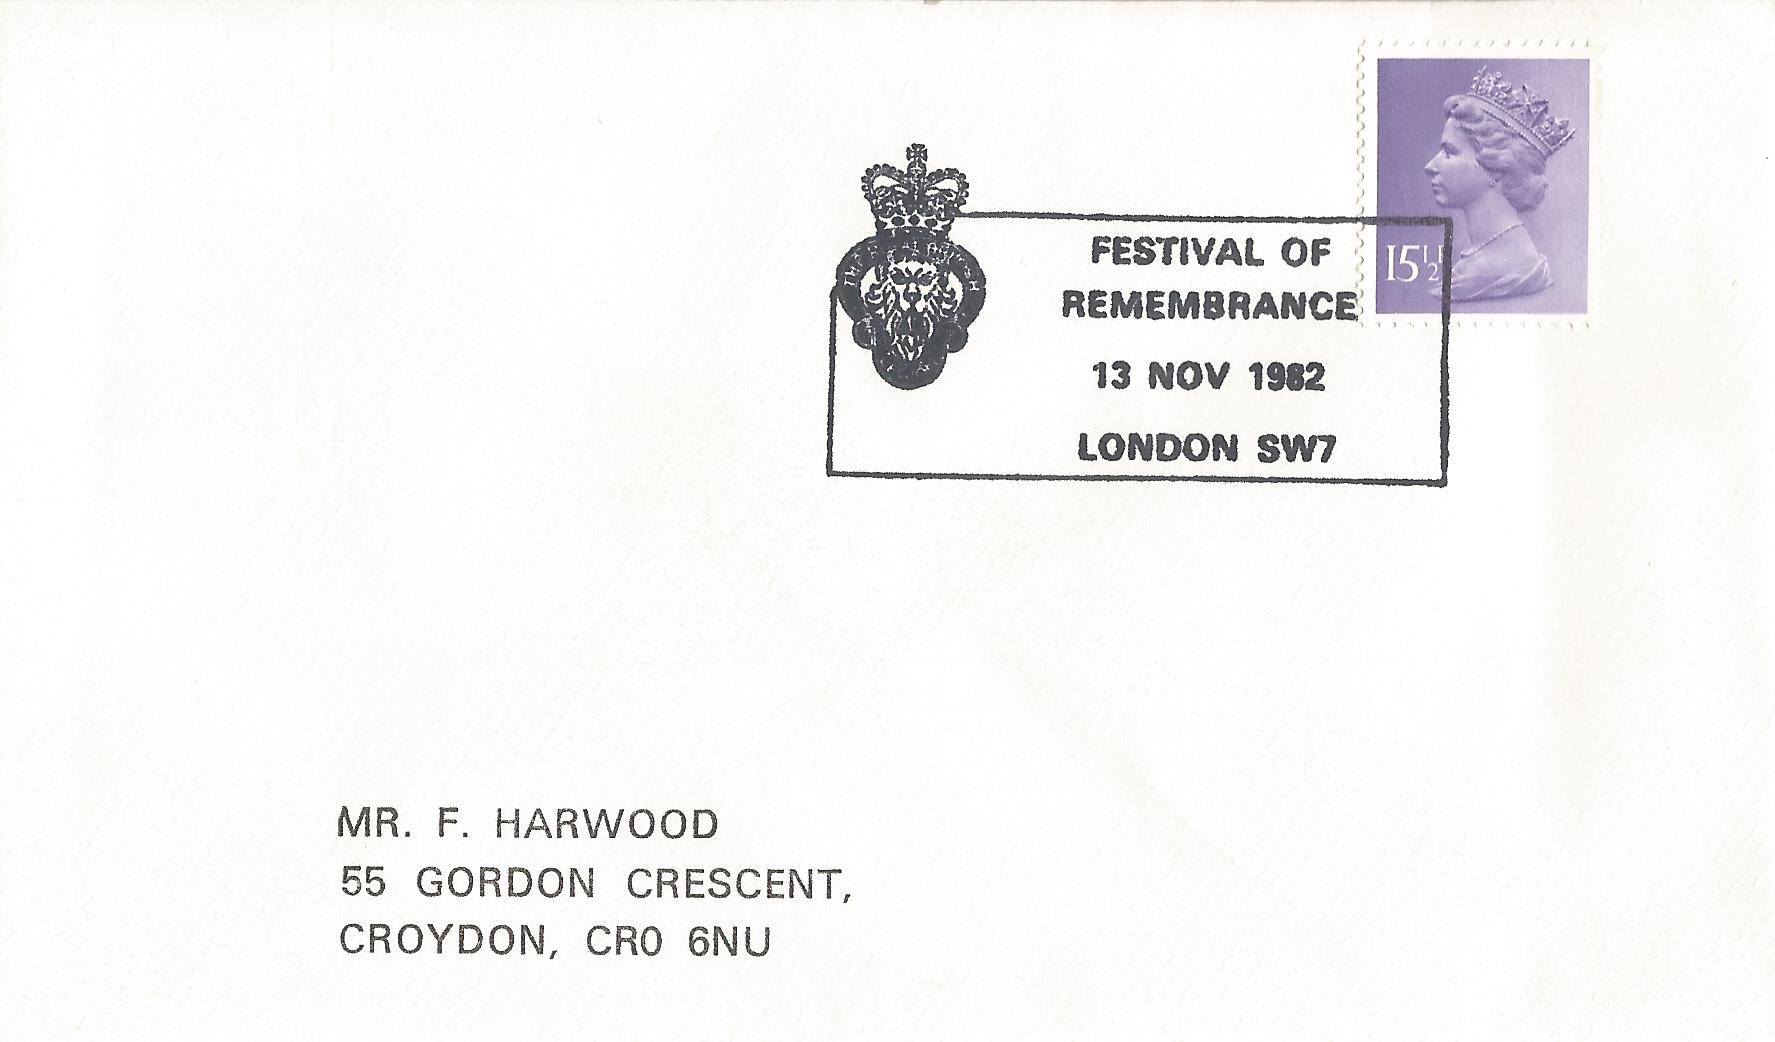 FESTIVAL OF
REMEMBRANCE
13 NOV 1982
LONDON SW7
15½
MR. F. HARWOOD
55 GORDON CRESCENT,
CROYDON, CR0 6NU